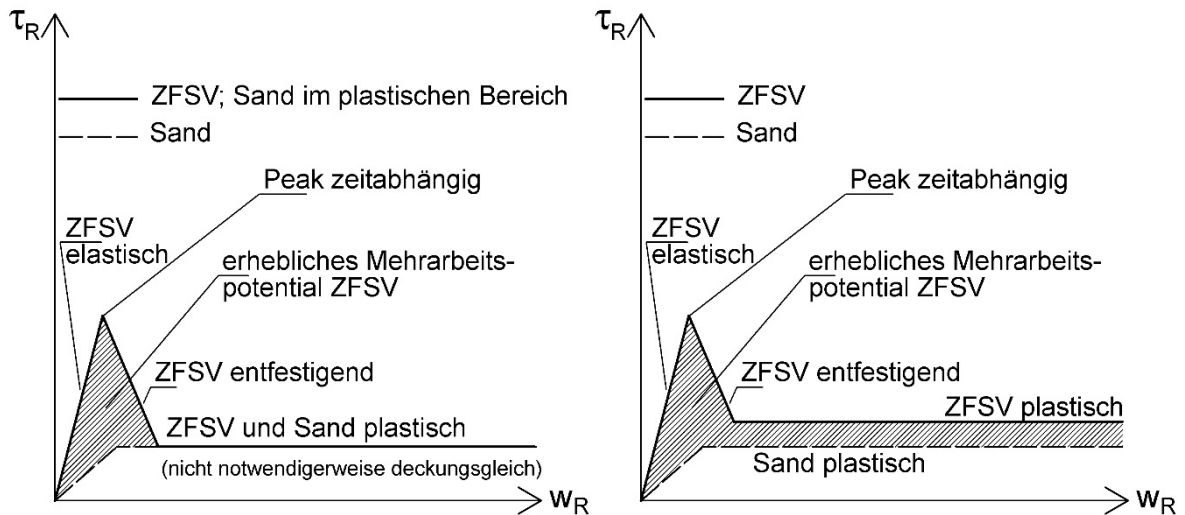 τR
ZFSV; Sand im plastischen Bereich
Sand
Peak zeitabhängig
ZFSV
elastisch
erhebliches Mehrarbeits-
potential ZFSV
ZFSV entfestigend
ZFSV und Sand plastisch
(nicht notwendigerweise deckungsgleich)
wR
τR
ZFSV
Sand
Peak zeitabhängig
ZFSV
elastisch
erhebliches Mehrarbeits-
potential ZFSV
ZFSV entfestigend
ZFSV plastisch
Sand plastisch
wR